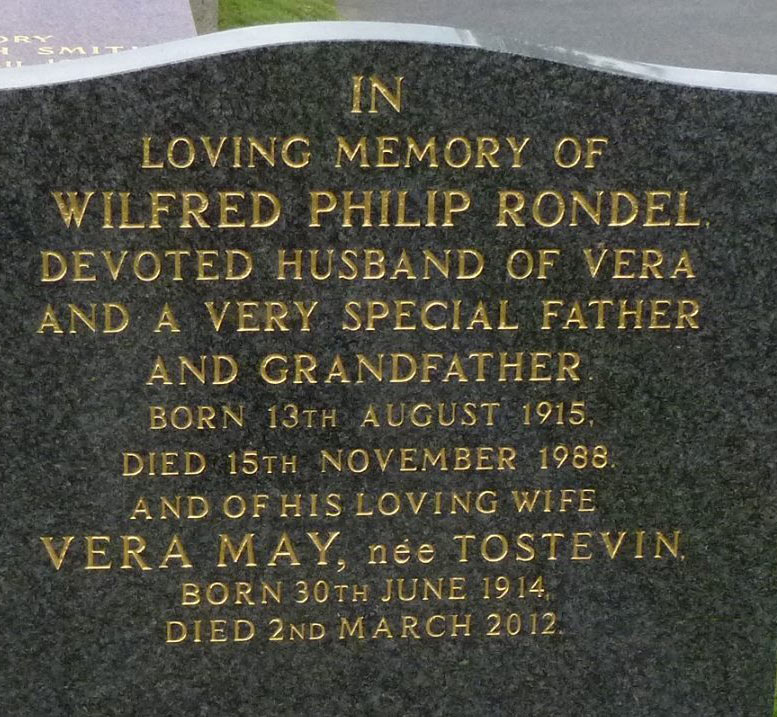 ORY
H SMIT
IN
LOVING MEMORY OF
WILFRED PHILIP RONDEL,
DEVOTED HUSBAND OF VERA
AND A VERY SPECIAL FATHER
AND GRANDFATHER.
BORN 13TH AUGUST 1915,
DIED 15TH NOVEMBER 1988.
AND OF HIS LOVING WIFE
VERA MAY, née TOSTEVIN,
BORN 30TH JUNE 1914,
DIED 2ND MARCH 2012.